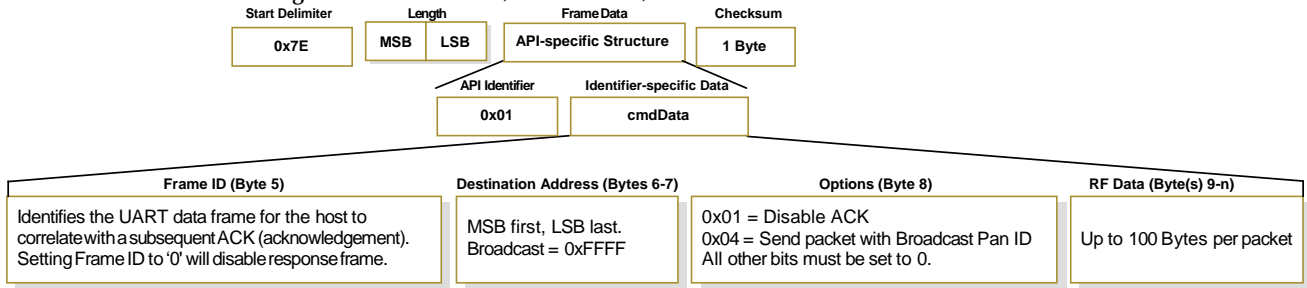 Start Delimiter Length Frame Data Checksum
0x7E MSB LSB API-specific Structure 1 Byte
API Identifier Identifier-specific Data
0x01 cmdData
Frame ID (Byte 5) Destination Address (Bytes 6-7) Options (Byte 8) RF Data (Byte(s) 9-n)
Identifies the UART data frame for the host to
correlate with a subsequent ACK (acknowledgement).
Setting Frame ID to ‘0' will disable response frame.
MSB first, LSB last.
Broadcast = 0xFFFF
0x01 = Disable ACK
0x04 = Send packet with Broadcast Pan ID
All other bits must be set to 0.
Up to 100 Bytes per packet